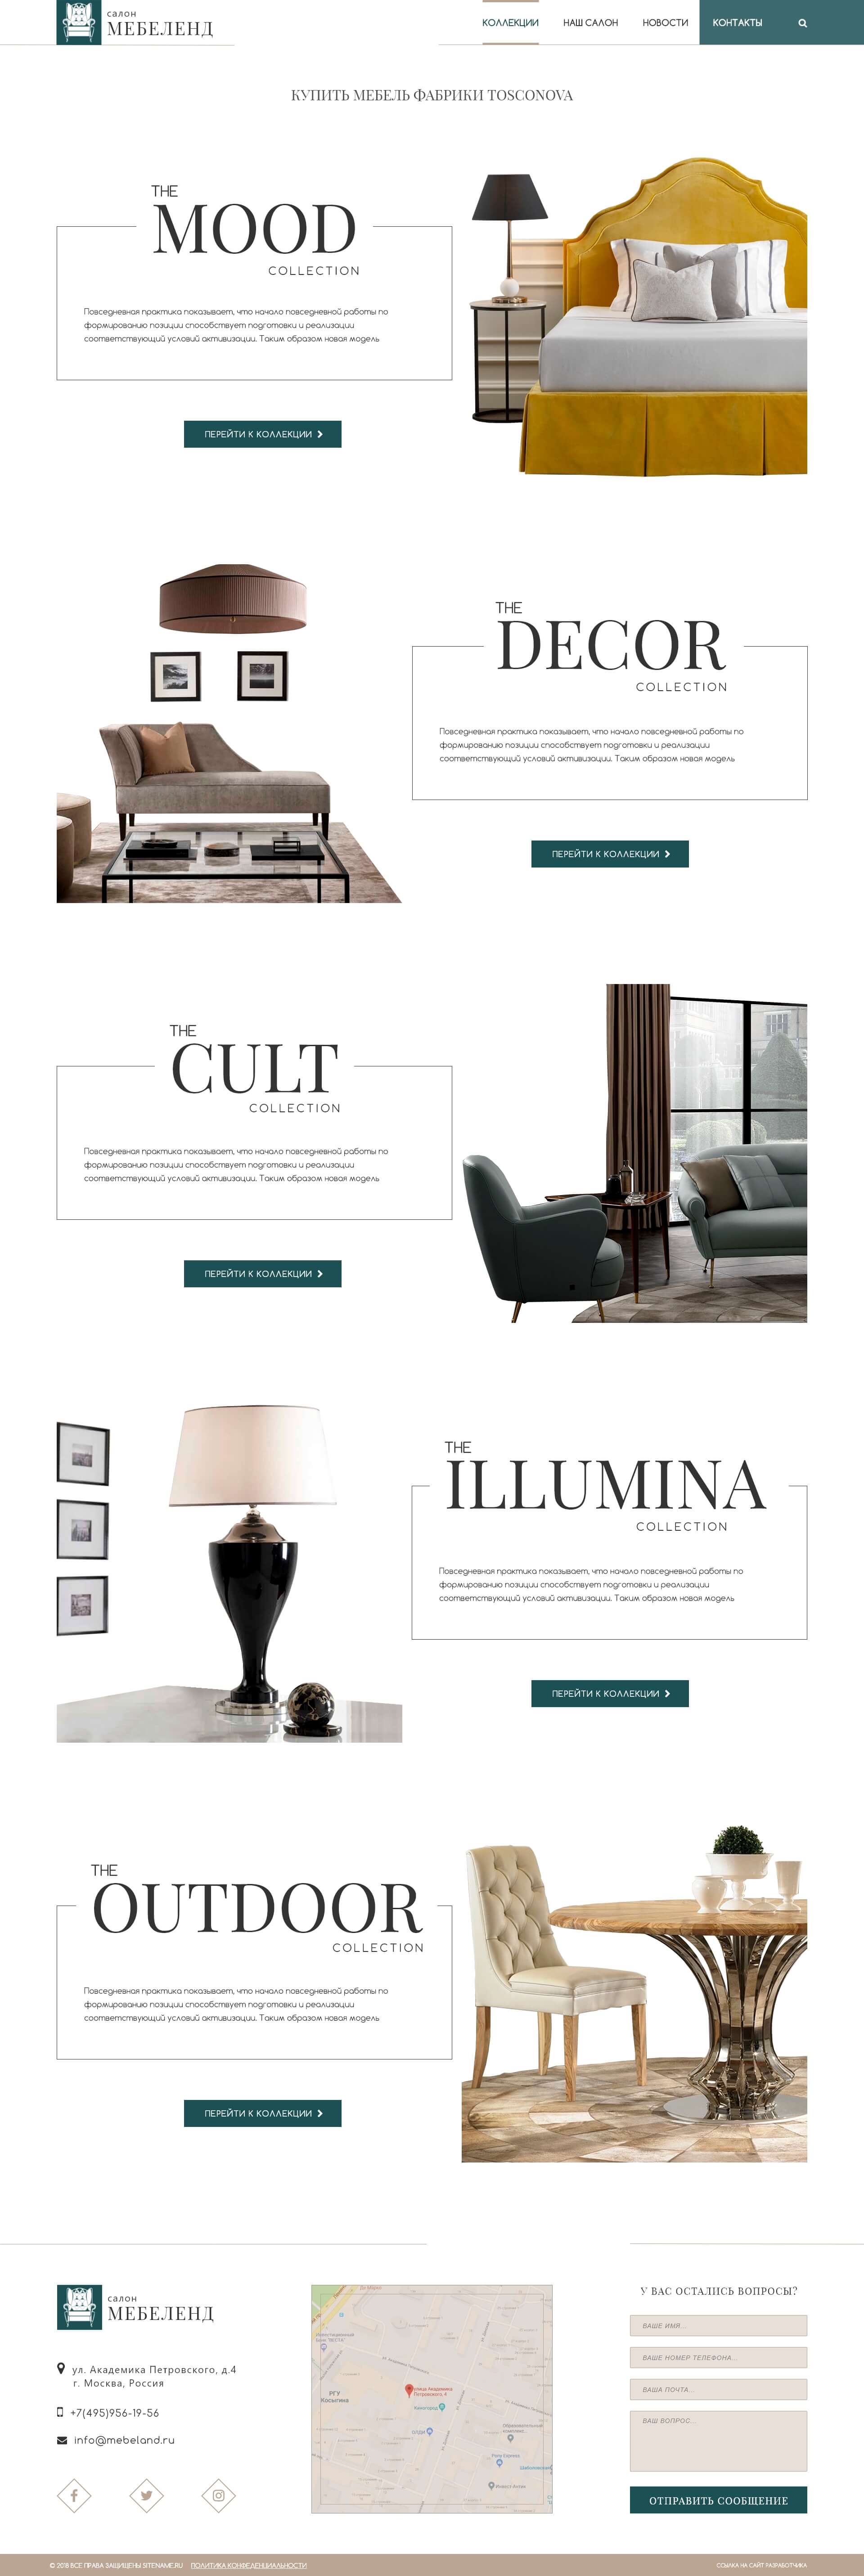 салон
МЕБЕЛЕНД
КОЛЛЕКЦИИ НАШ САЛОН НОВОСТИ КОНТАКТЫ
КУПИТЬ МЕБЕЛЬ ФАБРИКИ TOSCONOVA
THE
MOOD
COLLECTION
Повседневная практика показывает, что начало повседневной работы по
формированию позиции способствует подготовки и реализации
соответствующий условий активизации. Таким образом новая модель
ПЕРЕЙТИ К КОЛЛЕКЦИИ
THE
DECOR
COLLECTION
Повседневная практика показывает, что начало повседневной работы по
формированию позиции способствует подготовки и реализации
соответствующий условий активизации. Таким образом новая модель
ПЕРЕЙТИ К КОЛЛЕКЦИИ
THE
CULT
COLLECTION
Повседневная практика показывает, что начало повседневной работы по
формированию позиции способствует подготовки и реализации
соответствующий условий активизации. Таким образом новая модель
ПЕРЕЙТИ К КОЛЛЕКЦИИ
THE
ILLUMINA
COLLECTION
Повседневная практика показывает, что начало повседневной работы по
формированию позиции способствует подготовки и реализации
соответствующий условий активизации. Таким образом новая модель
ПЕРЕЙТИ К КОЛЛЕКЦИИ
THE
OUTDOOR
COLLECTION
Повседневная практика показывает, что начало повседневной работы по
формированию позиции способствует подготовки и реализации
соответствующий условий активизации. Таким образом новая модель
ПЕРЕЙТИ К КОЛЛЕКЦИИ
салон
МЕБЕЛЕНД
ул. Академика Петровского, д.4
г. Москва, Россия
+7(495)956-19-56
info@mebeland.ru
РГУ
Косыгина
улица Академика
Петровского, 4
У ВАС ОСТАЛИСЬ ВОПРОСЫ?
ВАШЕ ИМЯ...
ВАШЕ НОМЕР ТЕЛЕФОНА...
ВАША ПОЧТА...
ВАШ ВОПРОС...
ОТПРАВИТЬ СООБЩЕНИЕ
© 2018 ВСЕ ПРАВА ЗАЩИЩЕНЫ SITENAME.RU ПОЛИТИКА КОНФЕДЕНЦИАЛЬНОСТИ
ССЫЛКА НА САЙТ РАЗРАБОТЧИКА